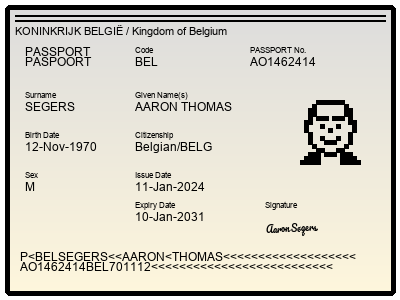 KONINKRIJK BELGIË / Kingdom of Belgium
PASSPORT
PASPOORT
Code
BEL
PASSPORT No.
AO1462414
Surname
SEGERS
Given Name(s)
AARON THOMAS
Birth Date
12-Nov-1970
Citizenship
Belgian/BELG
Sex
M
Issue Date
11-Jan-2024
Expiry Date
10-Jan-2031
Signature
Aaron Segers
P<BELSEGERS<<AARON<THOMAS<<<<<<<<<<<<<<<<<<<
AO1462414BEL701112<<<<<<<<<<<<<<<<<<<<<<<<<<